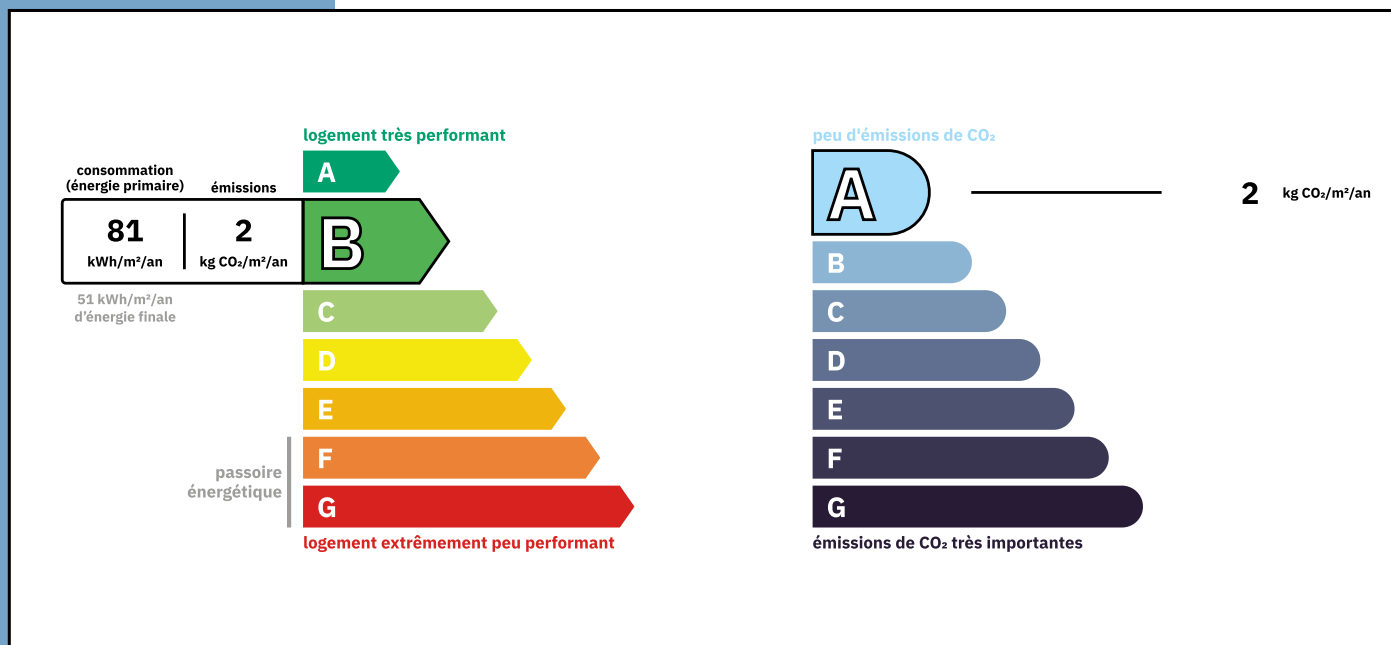 logement très performant
A
consommation
(énergie primaire)
émissions
81
kWh/m²/an
2
kg CO₂/m²/an
B
51 kWh/m²/an
d'énergie finale
C
D
E
F
passoire
énergétique
G
logement extrêmement peu performant
peu d'émissions de CO₂
A
2 kg CO₂/m²/an
B
C
D
E
F
G
émissions de CO₂ très importantes